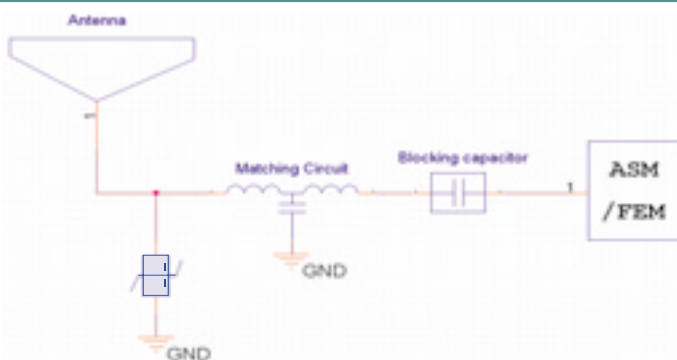 Antenna
1
Matching Circuit
Blocking capacitor
1
ASM
/FEM
GND
GND